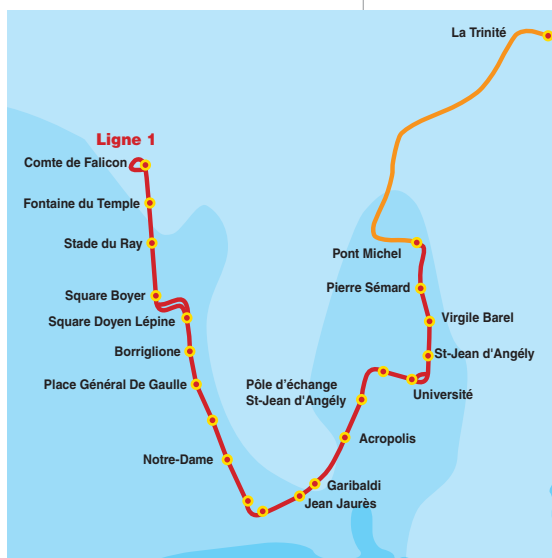 La Trinité
Ligne 1
Comte de Falicon
Fontaine du Temple
Stade du Ray
Pont Michel
Square Boyer
Pierre Sémard
Square Doyen Lépine
Virgile Barel
Borriglione
St-Jean d'Angély
Place Général De Gaulle
Pôle d'échange
St-Jean d'Angély
Université
Acropolis
Notre-Dame
Garibaldi
Jean Jaurès